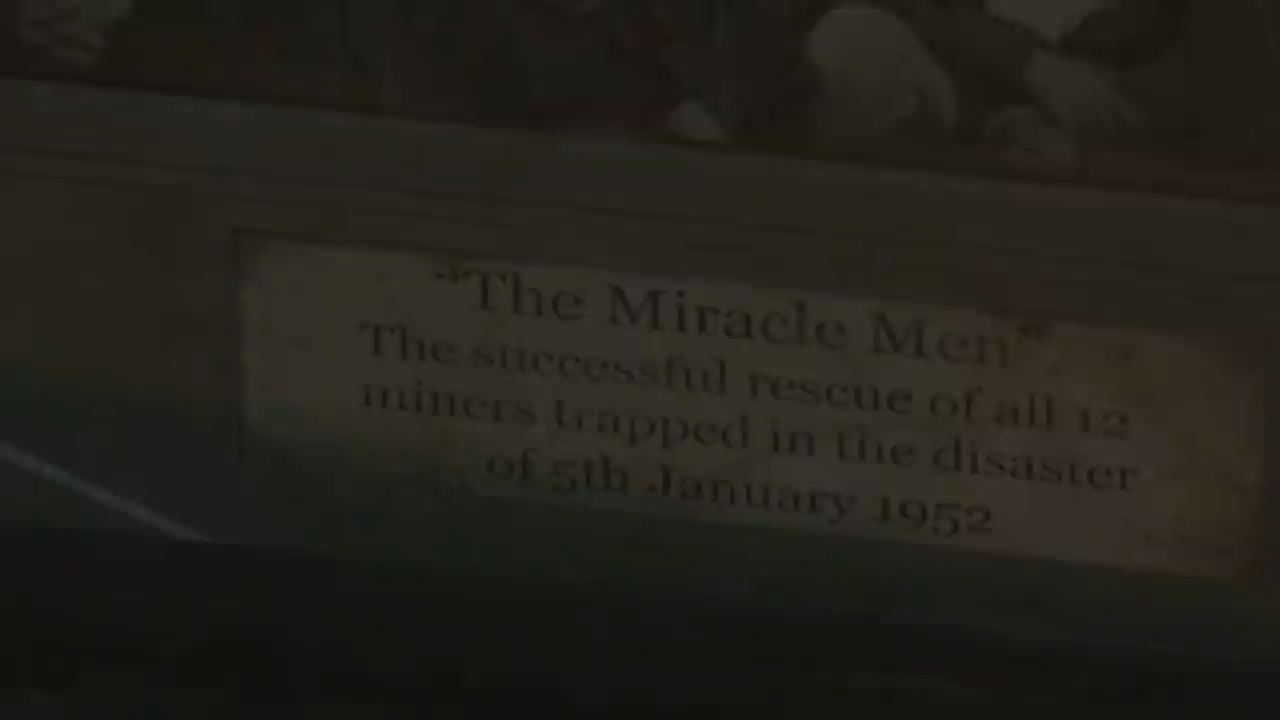 "The Miracle Men"
The successful rescue of all 12
miners trapped in the disaster
of 5th January 1952